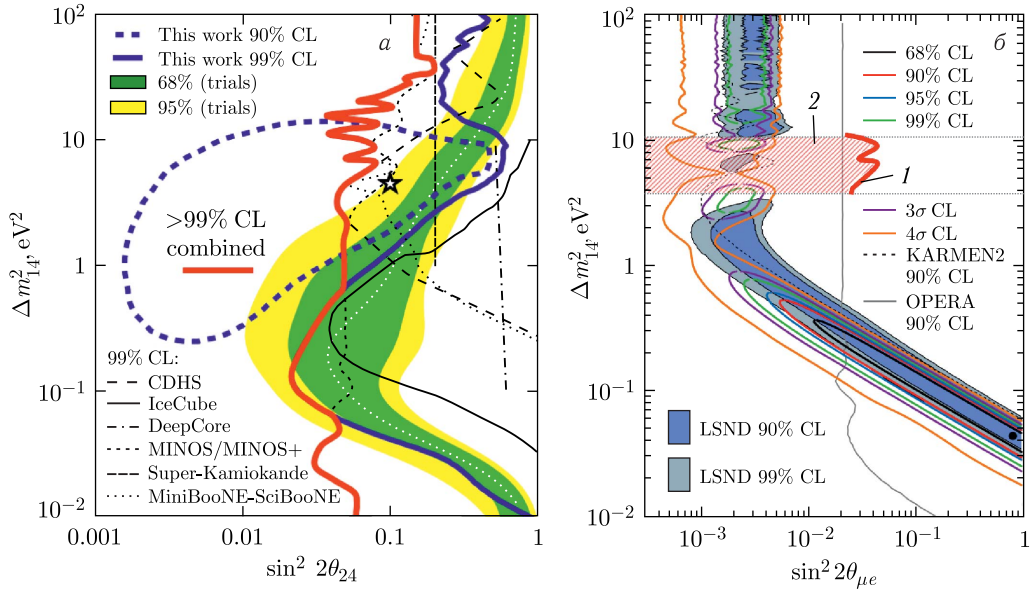 10²
10
1
10⁻¹
10⁻²
Δm²₁₄, eV²
This work 90% CL
This work 99% CL
68% (trials)
95% (trials)
а
>99% CL
combined
99% CL:
CDHS
IceCube
DeepCore
MINOS/MINOS+
Super-Kamiokande
MiniBooNE-SciBooNE
0.001
0.01
0.1
1
sin² 2θ₂₄
10²
10
1
10⁻¹
10⁻²
Δm²₁₄, eV²
б
68% CL
90% CL
95% CL
99% CL
2
1
3σ CL
4σ CL
KARMEN2
90% CL
OPERA
90% CL
LSND 90% CL
LSND 99% CL
10⁻³
10⁻²
10⁻¹
1
sin² 2θμe